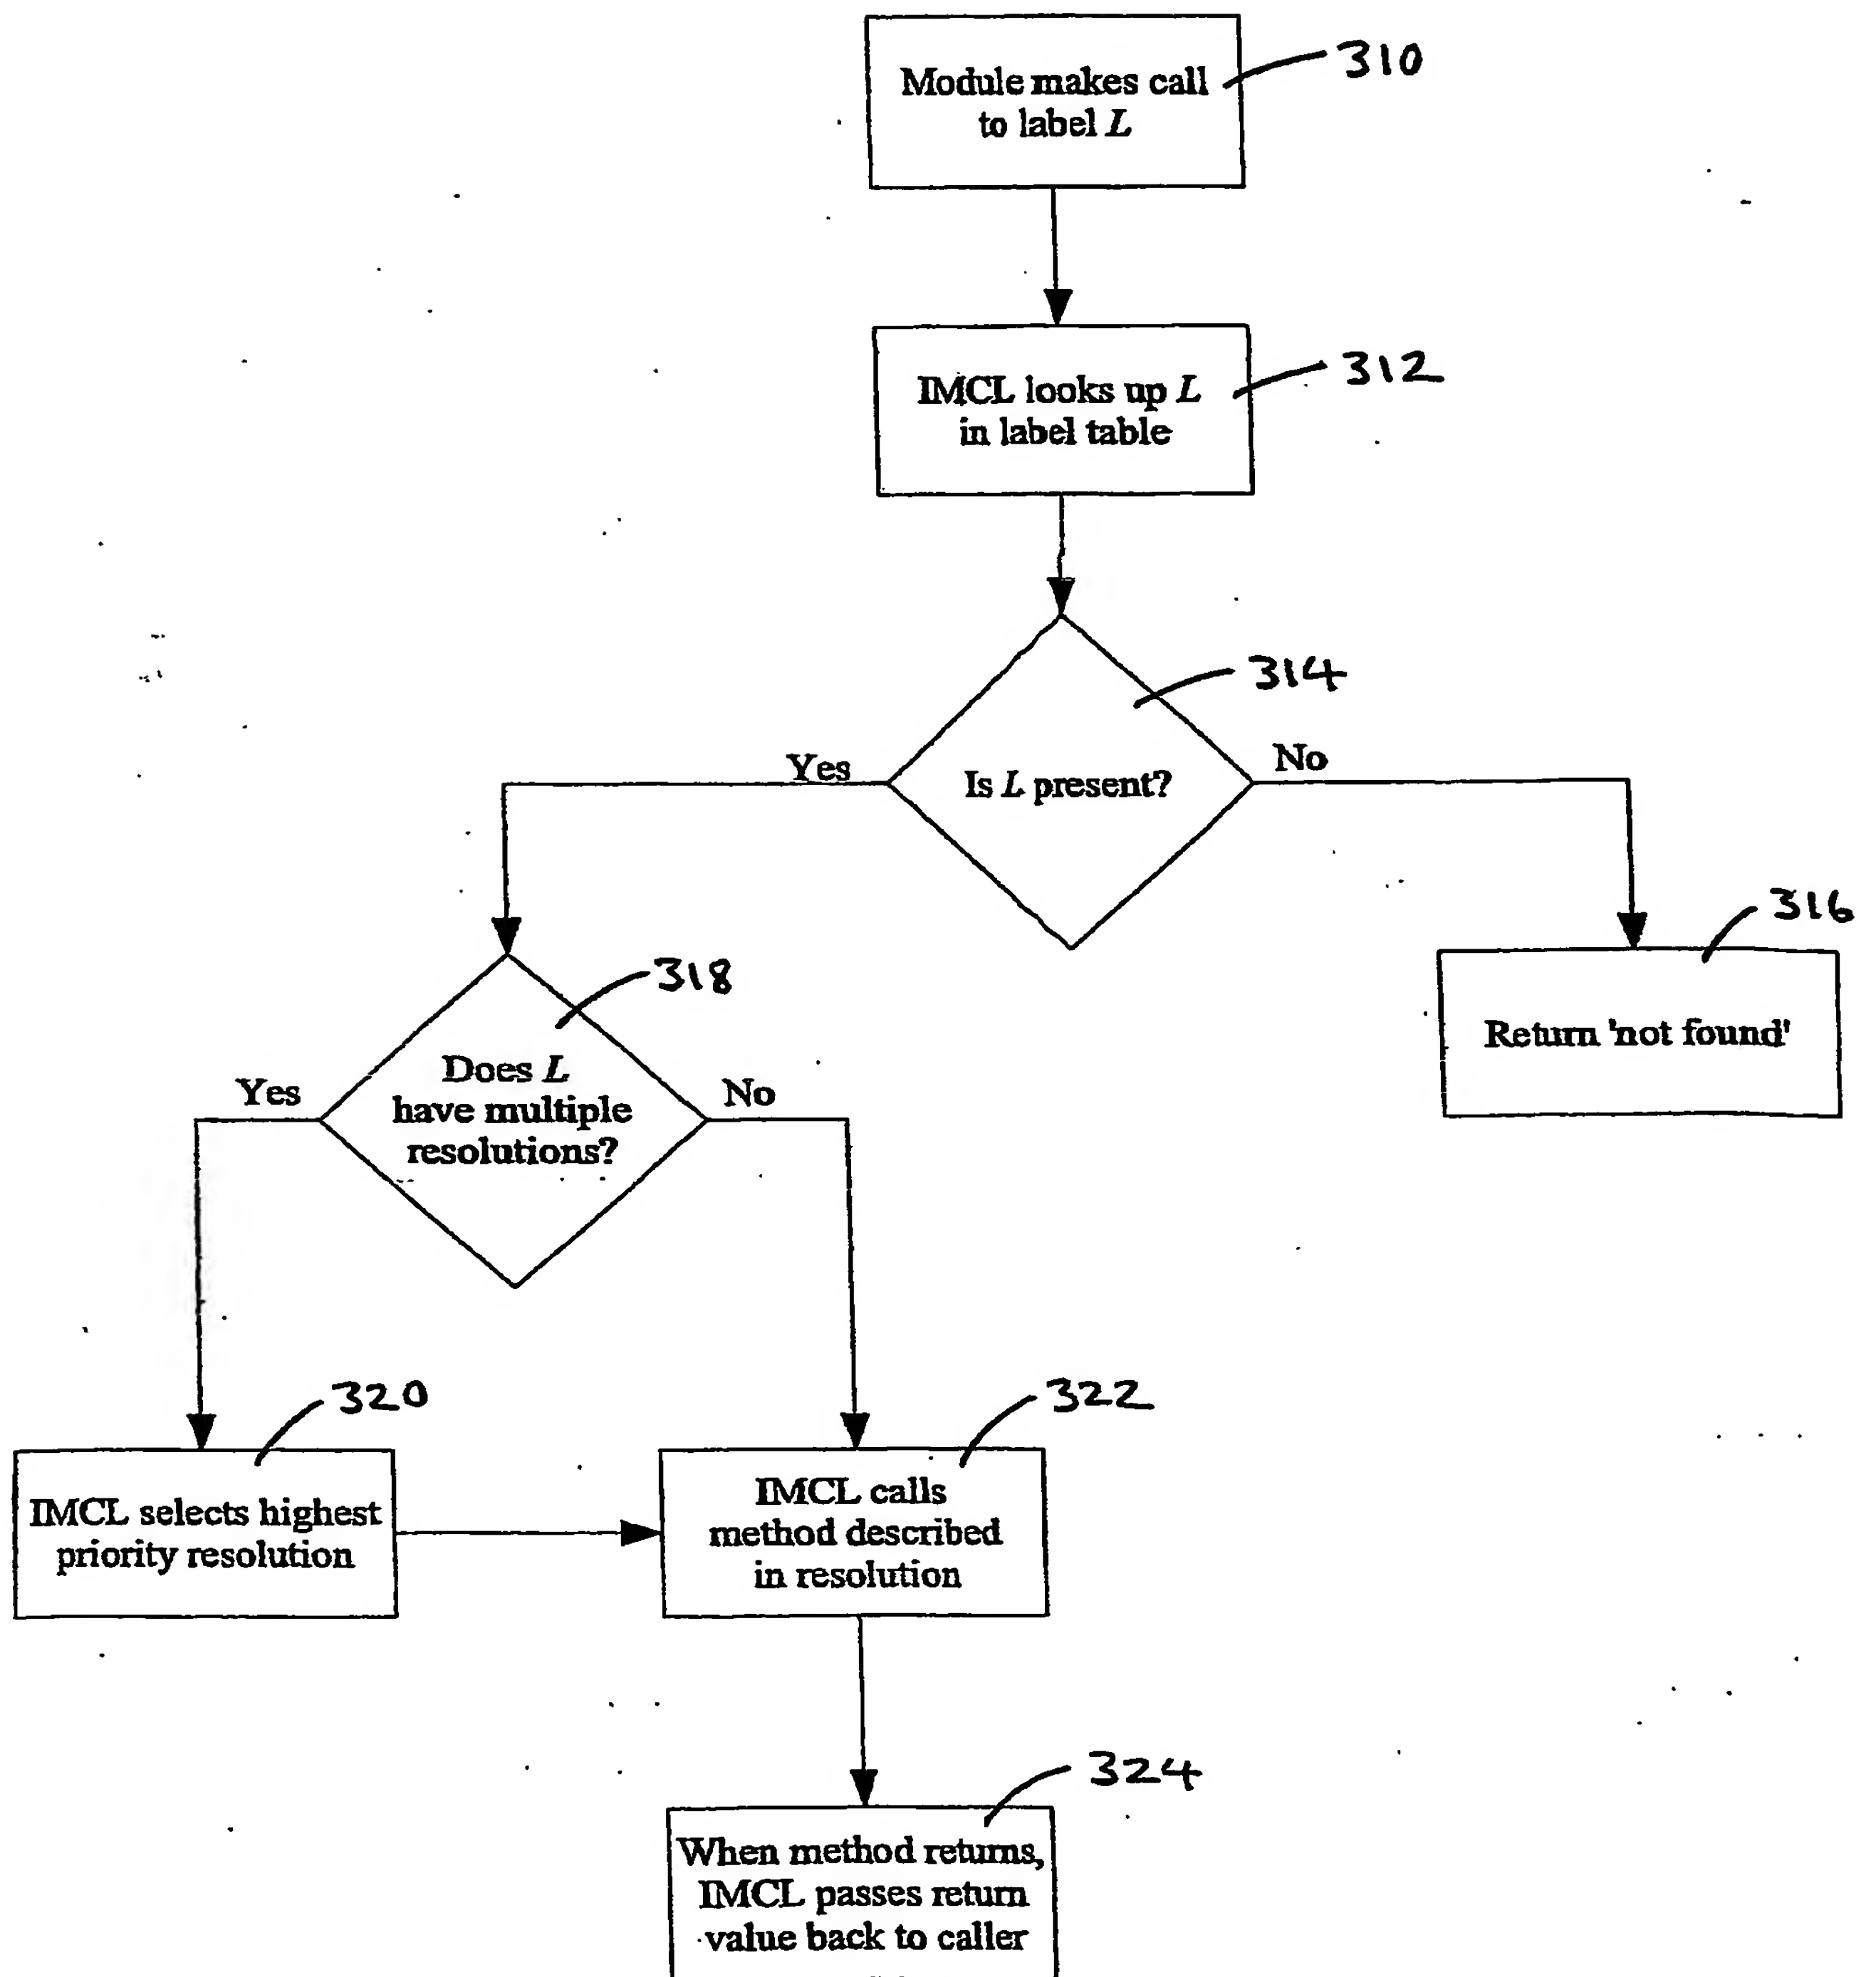 Module makes call
to label L
310
IMCL looks up L
in label table
312
314
Yes
Is L present?
No
316
Return 'not found'
318
Does L
have multiple
resolutions?
Yes
No
320
322
IMCL selects highest
priority resolution
IMCL calls
method described
in resolution
324
When method returns,
IMCL passes return
value back to caller